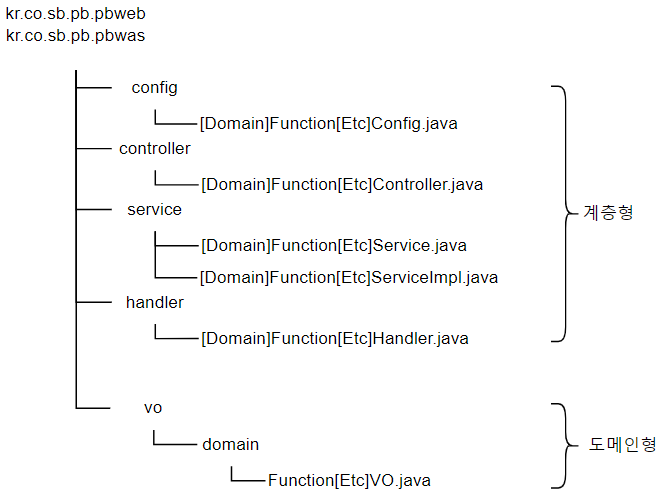 kr.co.sb.pb.pbweb
kr.co.sb.pb.pbwas
config
[Domain]Function[Etc]Config.java
controller
[Domain]Function[Etc]Controller.java
service
계층형
[Domain]Function[Etc]Service.java
[Domain]Function[Etc]ServiceImpl.java
handler
[Domain]Function[Etc]Handler.java
vo
domain
도메인형
Function[Etc]VO.java